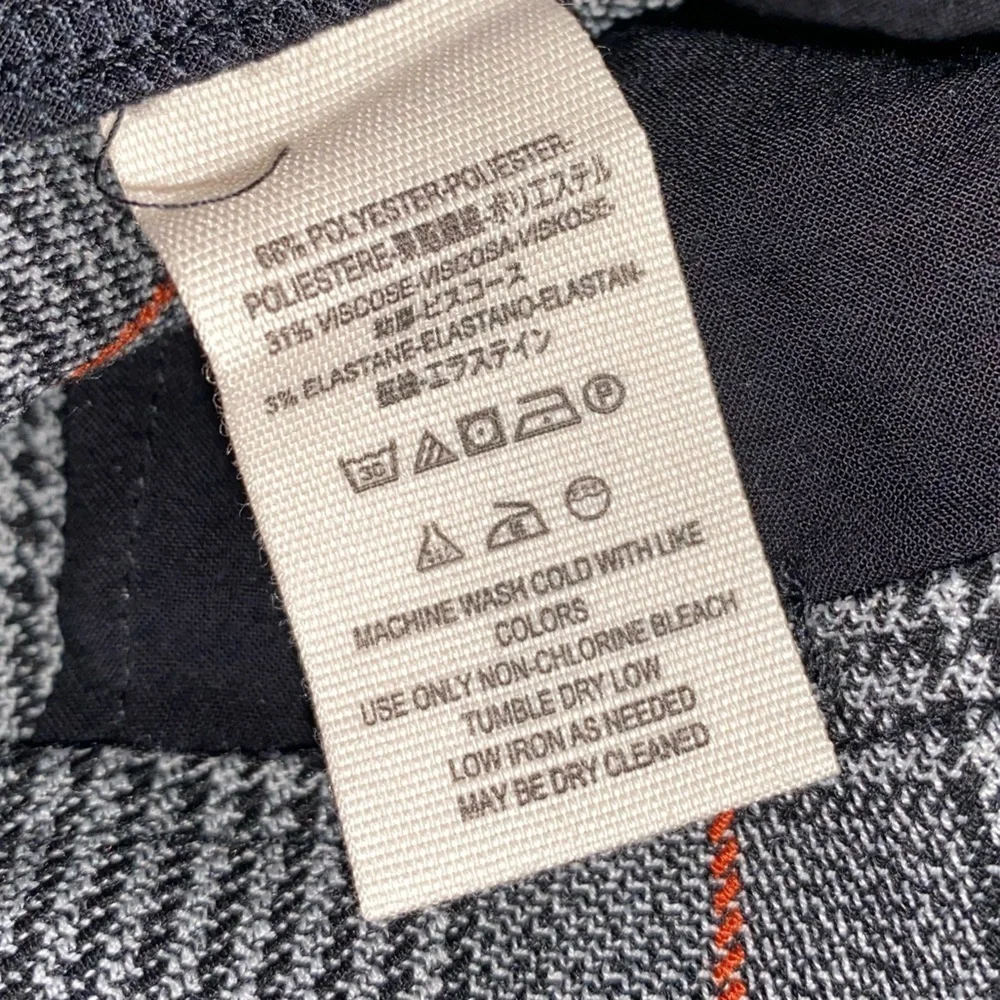 66% POLYESTER-POLIESTER-
POLIESTERE-聚酯纖維-ポリエステル
31% VISCOSE-VISCOSA-VISKOSE-
ビスコース
3% ELASTANE-ELASTANO-ELASTAN-
エラステイン
30 P
MACHINE WASH COLD WITH LIKE
COLORS
USE ONLY NON-CHLORINE BLEACH
TUMBLE DRY LOW
LOW IRON AS NEEDED
MAY BE DRY CLEANED